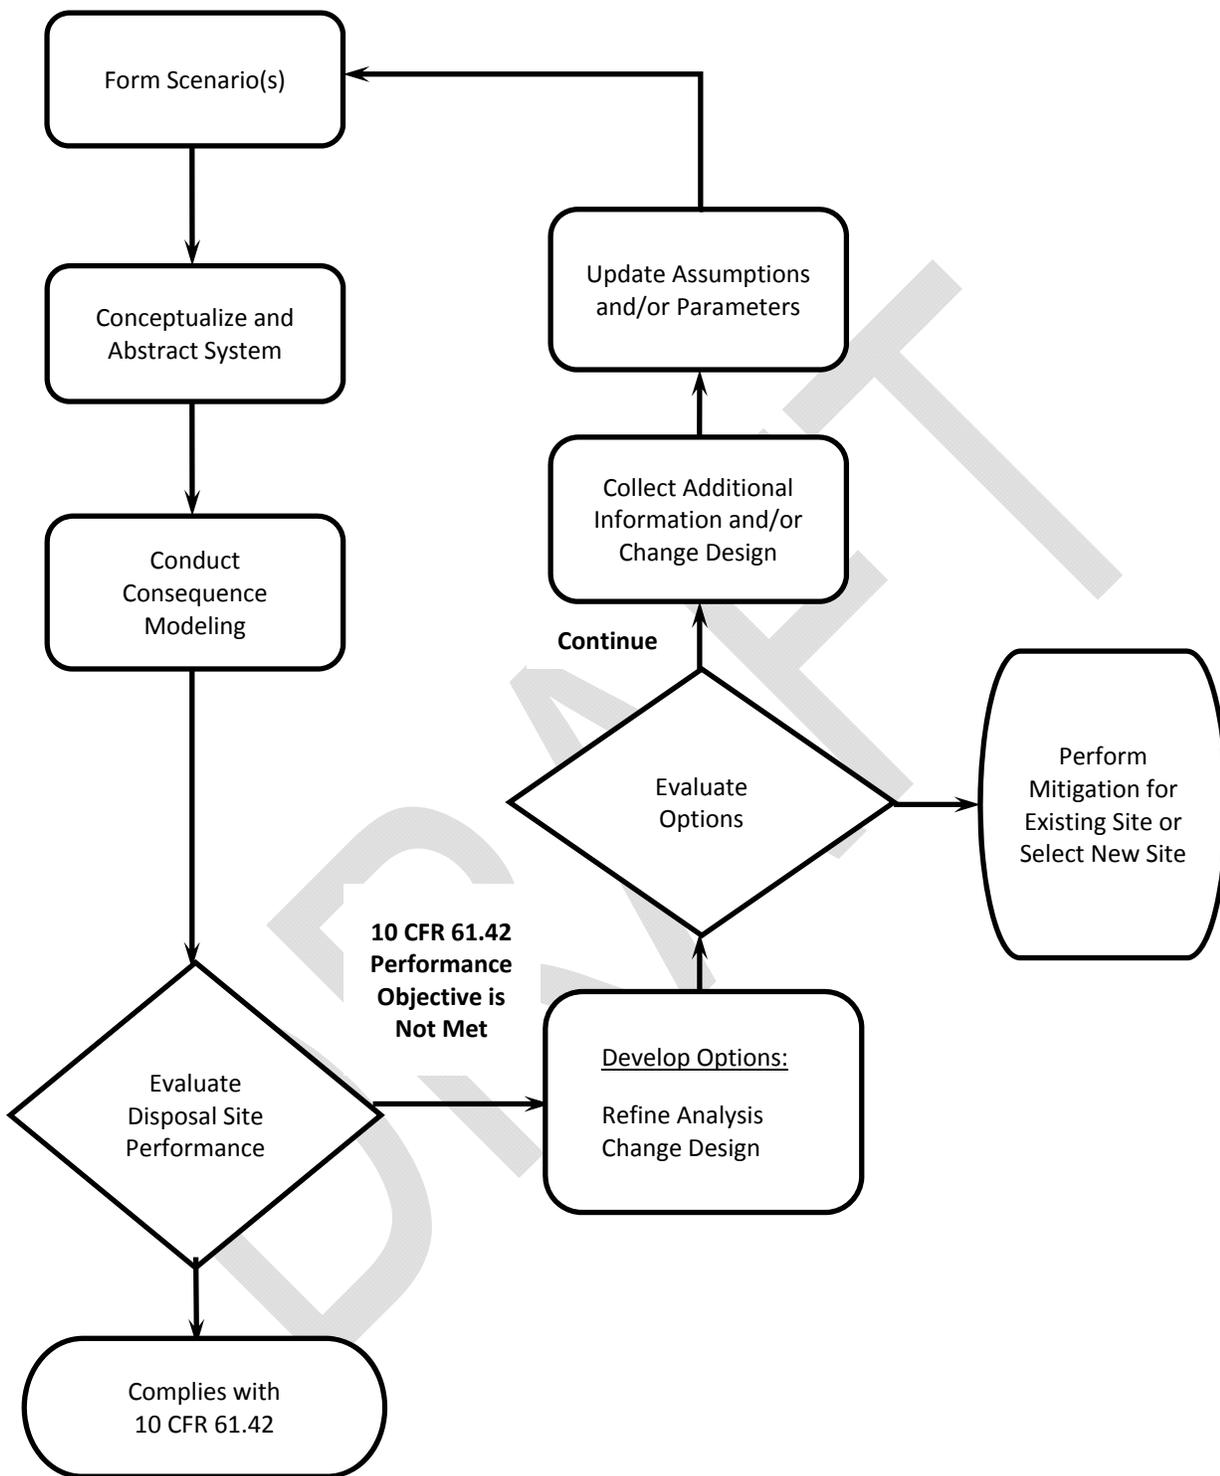 Form Scenario(s)
Conceptualize and
Abstract System
Conduct
Consequence
Modeling
Evaluate
Disposal Site
Performance
Complies with
10 CFR 61.42
10 CFR 61.42
Performance
Objective is
Not Met
Develop Options:
Refine Analysis
Change Design
Evaluate
Options
Continue
Collect Additional
Information and/or
Change Design
Update Assumptions
and/or Parameters
Perform
Mitigation for
Existing Site or
Select New Site
DRAFT